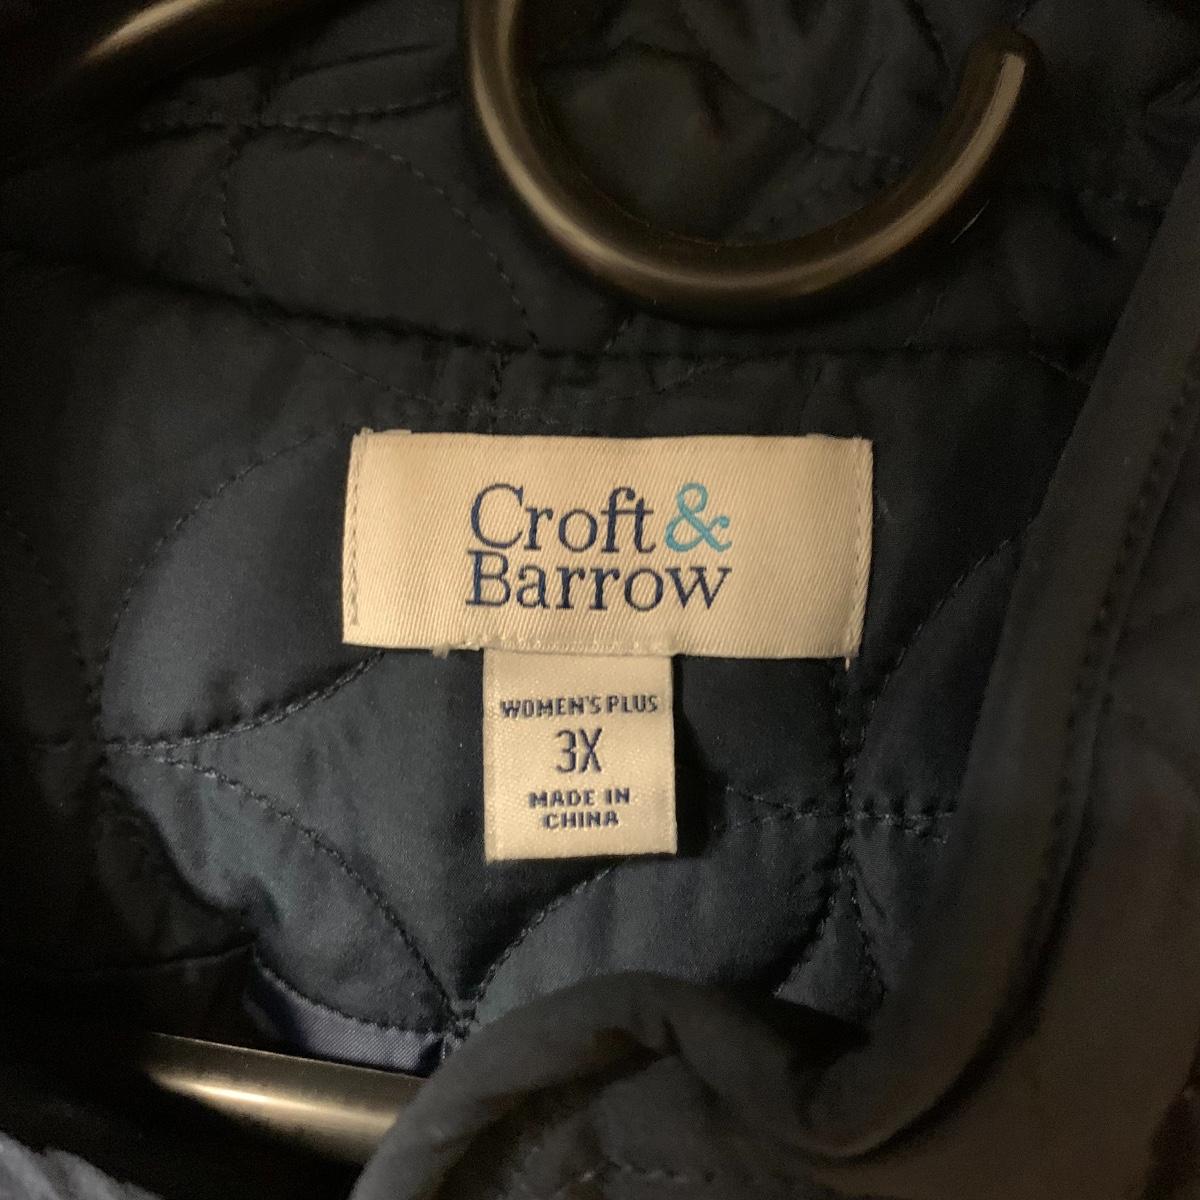 Croft &
Barrow
WOMEN'S PLUS
3X
MADE IN
CHINA